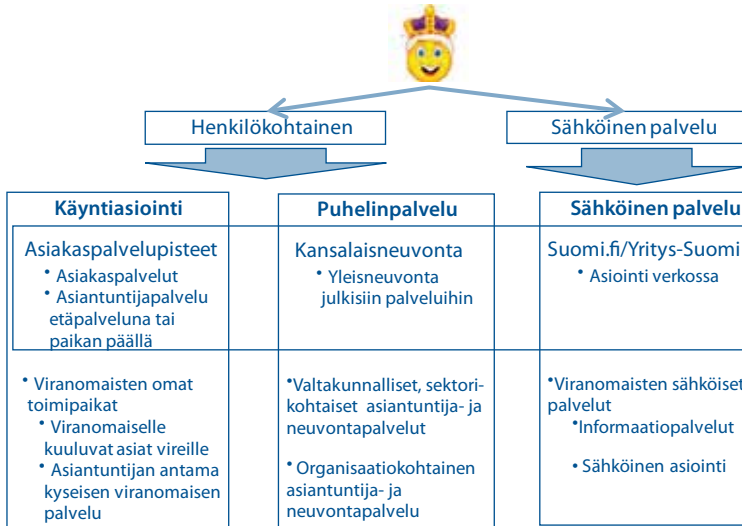 Henkilökohtainen
Sähköinen palvelu
Käyntiasiointi
Asiakaspalvelupisteet
• Asiakaspalvelut
• Asiantuntijapalvelu
etäpalveluna tai
paikan päällä
• Viranomaisten omat
toimipaikat
• Viranomaiselle
kuuluvat asiat vireille
• Asiantuntijan antama
kyseisen viranomaisen
palvelu
Puhelinpalvelu
Kansalaisneuvonta
• Yleisneuvonta
julkisiin palveluihin
•Valtakunnalliset, sektori-
kohtaiset asiantuntija- ja
neuvontapalvelut
• Organisaatiokohtainen
asiantuntija- ja
neuvontapalvelu
Sähköinen palvelu
Suomi.fi/Yritys-Suomi
• Asiointi verkossa
•Viranomaisten sähköiset
palvelut
•Informaatiopalvelut
• Sähköinen asiointi